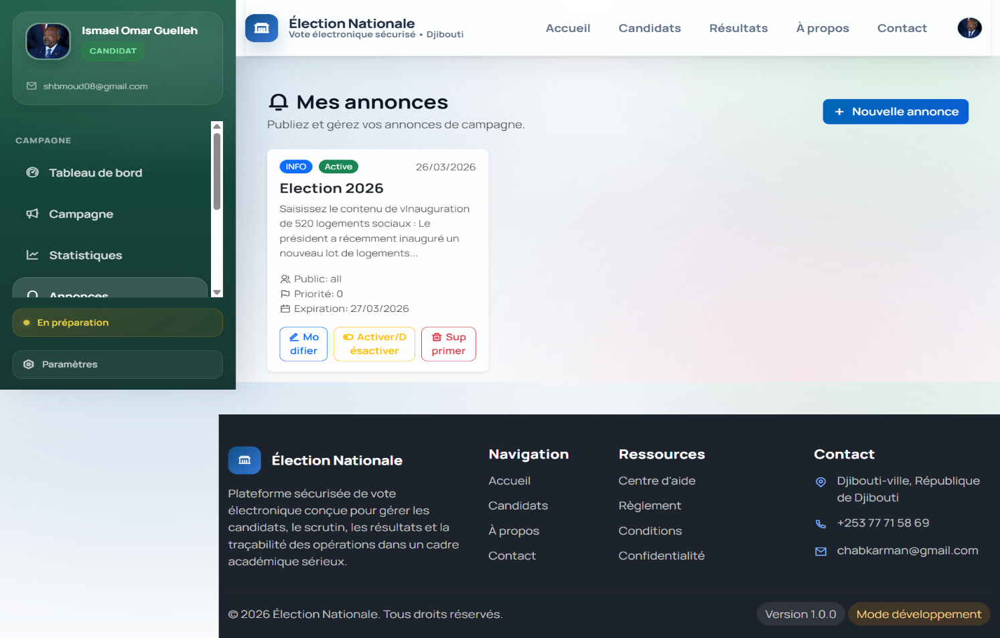 Ismael Omar Guelleh
CANDIDAT
shbmoud08@gmail.com
CAMPAGNE
Tableau de bord
Campagne
Statistiques
Annonces
En préparation
Paramètres
Élection Nationale
Vote électronique sécurisé • Djibouti
Accueil
Candidats
Résultats
À propos
Contact
Mes annonces
Publiez et gérez vos annonces de campagne.
+ Nouvelle annonce
INFO
Active
26/03/2026
Election 2026
Saisissez le contenu de vInauguration
de 520 logements sociaux : Le
président a récemment inauguré un
nouveau lot de logements...
Public: all
Priorité: 0
Expiration: 27/03/2026
Mo
difier
Activer/D
ésactiver
Sup
primer
Élection Nationale
Plateforme sécurisée de vote
électronique conçue pour gérer les
candidats, le scrutin, les résultats et la
traçabilité des opérations dans un cadre
académique sérieux.
Navigation
Accueil
Candidats
À propos
Contact
Ressources
Centre d'aide
Règlement
Conditions
Confidentialité
Contact
Djibouti-ville, République
de Djibouti
+253 77 71 58 69
chabkarman@gmail.com
© 2026 Élection Nationale. Tous droits réservés.
Version 1.0.0
Mode développement